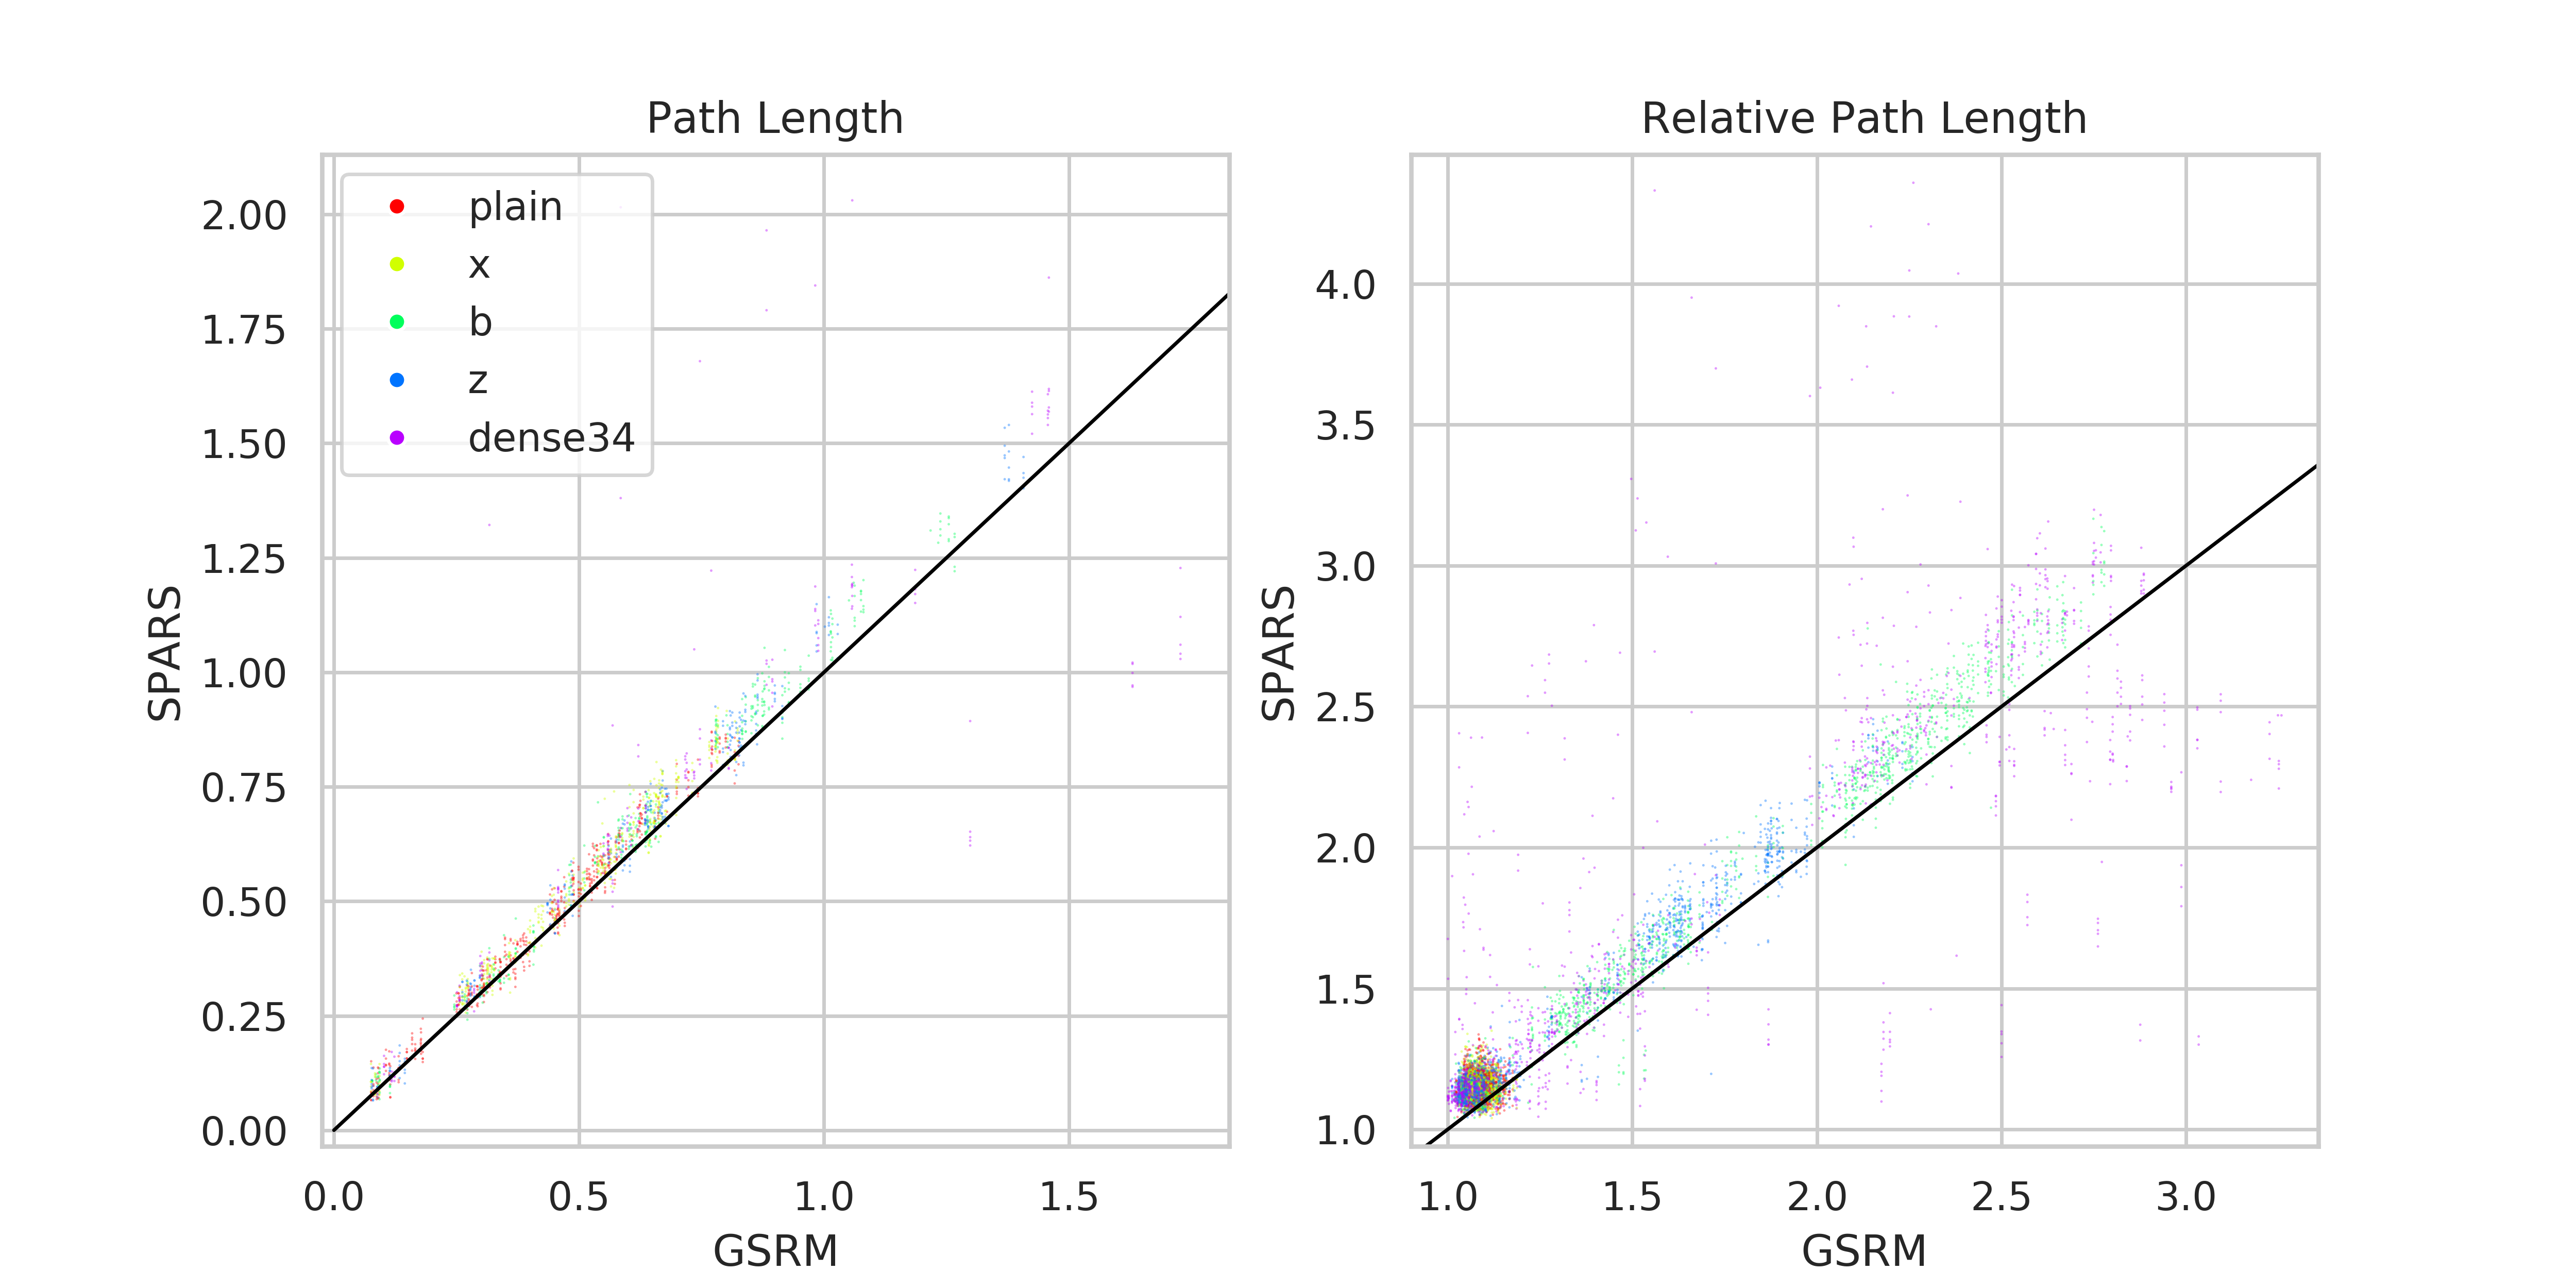 Path Length
2.00
1.75
1.50
1.25
1.00
0.75
0.50
0.25
0.00
SPARS
plain
x
b
z
dense34
0.0 0.5 1.0 1.5
GSRM
Relative Path Length
4.0
3.5
3.0
2.5
2.0
1.5
1.0
SPARS
1.0 1.5 2.0 2.5 3.0
GSRM